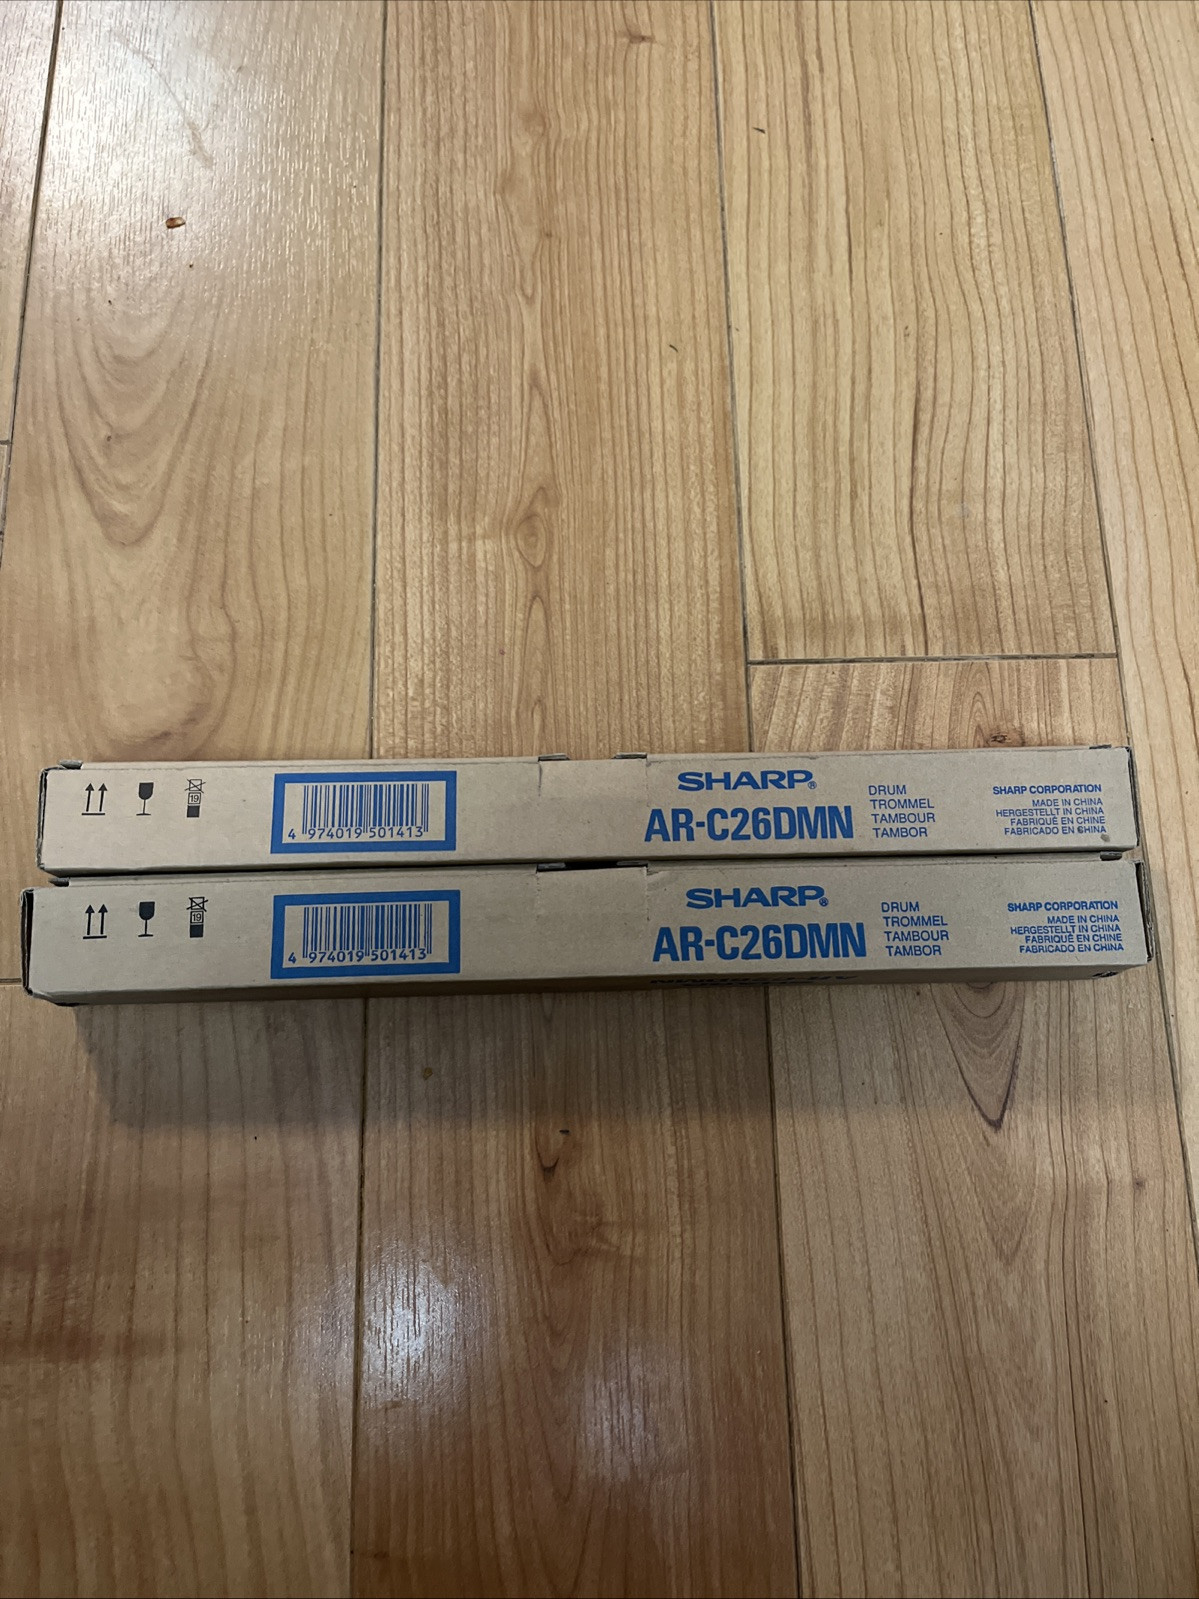 19
4 974019 501413
SHARP®
AR-C26DMN
DRUM
TROMMEL
TAMBOUR
TAMBOR
SHARP CORPORATION
MADE IN CHINA
HERGESTELLT IN CHINA
FABRIQUÉ EN CHINE
FABRICADO EN CHINA
19
4 974019 501413
SHARP®
AR-C26DMN
DRUM
TROMMEL
TAMBOUR
TAMBOR
SHARP CORPORATION
MADE IN CHINA
HERGESTELLT IN CHINA
FABRIQUÉ EN CHINE
FABRICADO EN CHINA